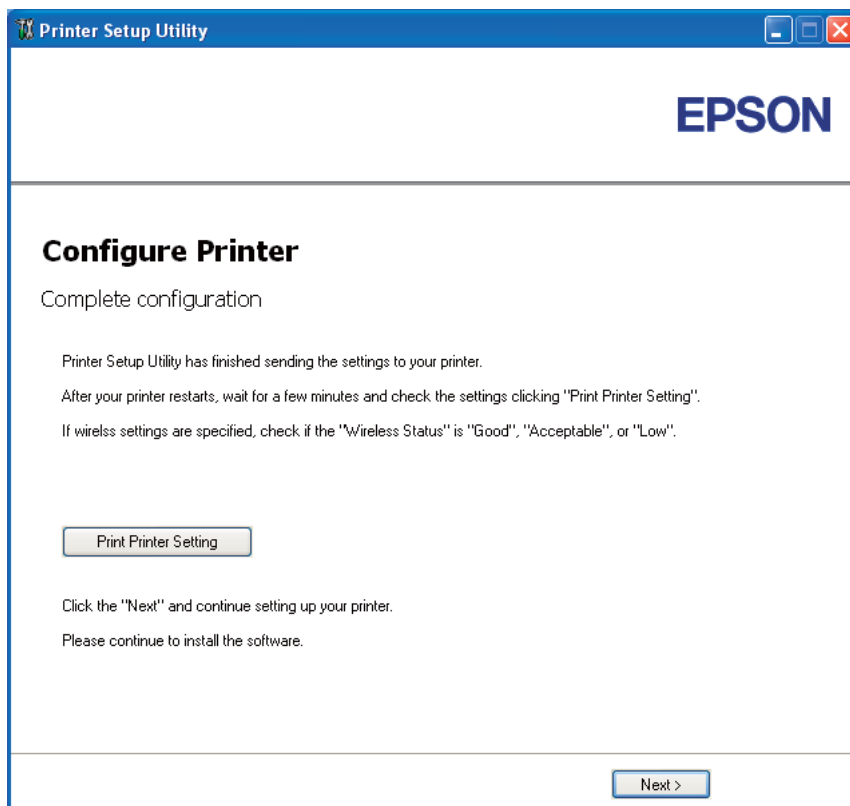 Printer Setup Utility
EPSON
Configure Printer
Complete configuration
Printer Setup Utility has finished sending the settings to your printer.
After your printer restarts, wait for a few minutes and check the settings clicking "Print Printer Setting".
If wirelss settings are specified, check if the "Wireless Status" is "Good", "Acceptable", or "Low".
Print Printer Setting
Click the "Next" and continue setting up your printer.
Please continue to install the software.
Next >